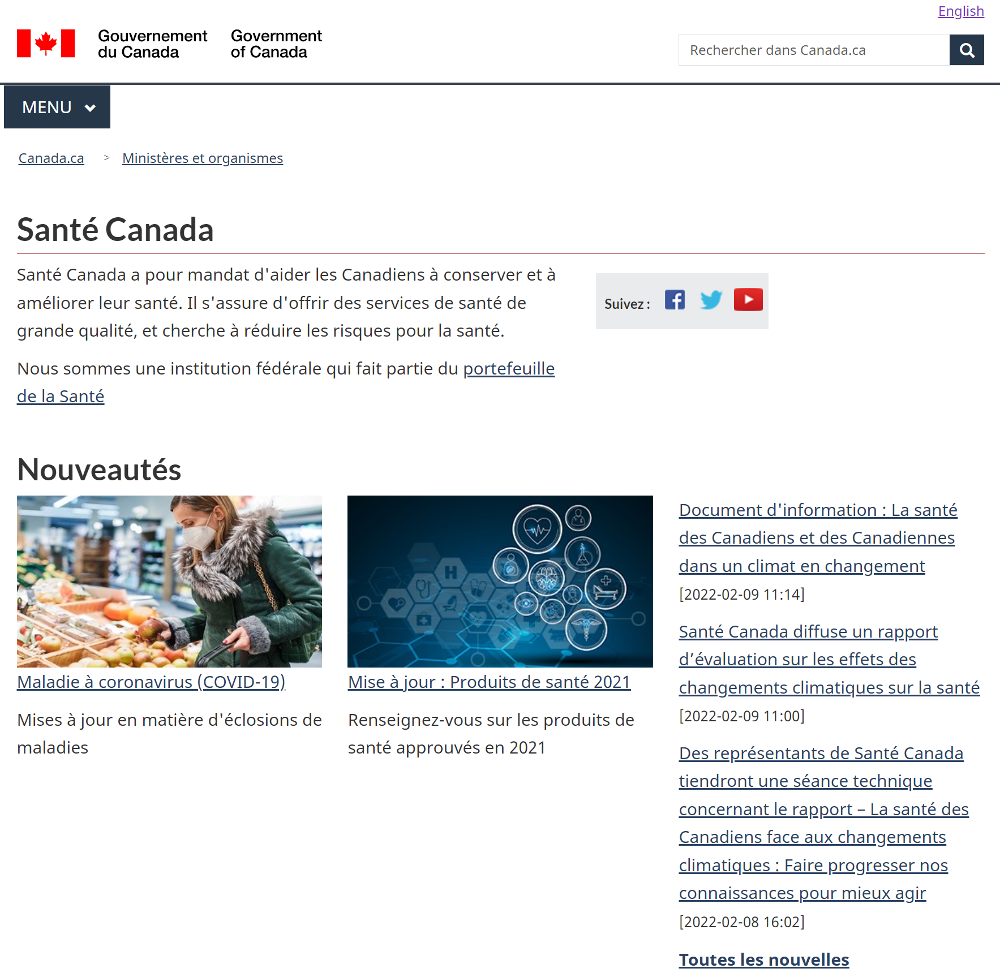 English
Gouvernement
du Canada
Government
of Canada
Rechercher dans Canada.ca
MENU
Canada.ca > Ministères et organismes
Santé Canada
Santé Canada a pour mandat d'aider les Canadiens à conserver et à
améliorer leur santé. Il s'assure d'offrir des services de santé de
grande qualité, et cherche à réduire les risques pour la santé.
Nous sommes une institution fédérale qui fait partie du portefeuille
de la Santé
Suivez :
Nouveautés
Maladie à coronavirus (COVID-19)
Mises à jour en matière d'éclosions de
maladies
H
Mise à jour : Produits de santé 2021
Renseignez-vous sur les produits de
santé approuvés en 2021
Document d'information : La santé
des Canadiens et des Canadiennes
dans un climat en changement
[2022-02-09 11:14]
Santé Canada diffuse un rapport
d’évaluation sur les effets des
changements climatiques sur la santé
[2022-02-09 11:00]
Des représentants de Santé Canada
tiendront une séance technique
concernant le rapport – La santé des
Canadiens face aux changements
climatiques : Faire progresser nos
connaissances pour mieux agir
[2022-02-08 16:02]
Toutes les nouvelles